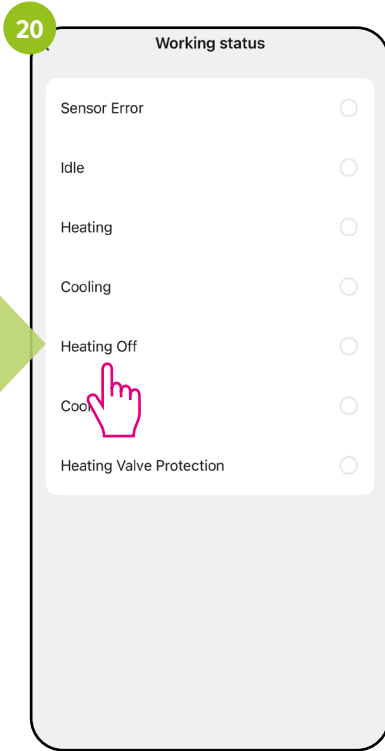 20
Working status
Sensor Error
Idle
Heating
Cooling
Heating Off
Heating Valve Protection